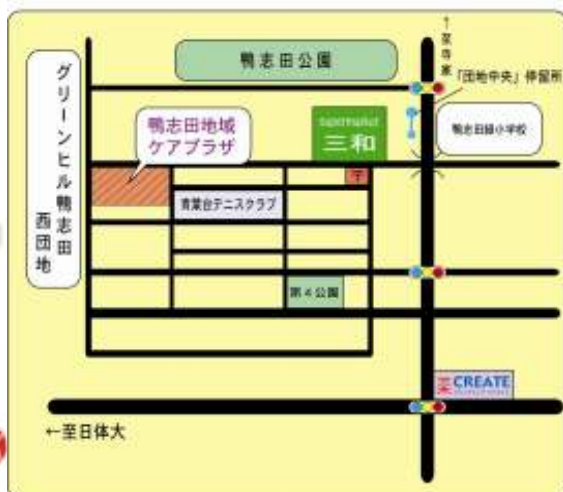 鴨志田公園
↑至寺家
「団地中央」停留所
グリーンヒル鴨志田
西団地
鴨志田地域
ケアプラザ
supermarket
三和
鴨志田緑小学校
〒
青葉台テニスクラブ
第4公園
CREATE
←至日体大